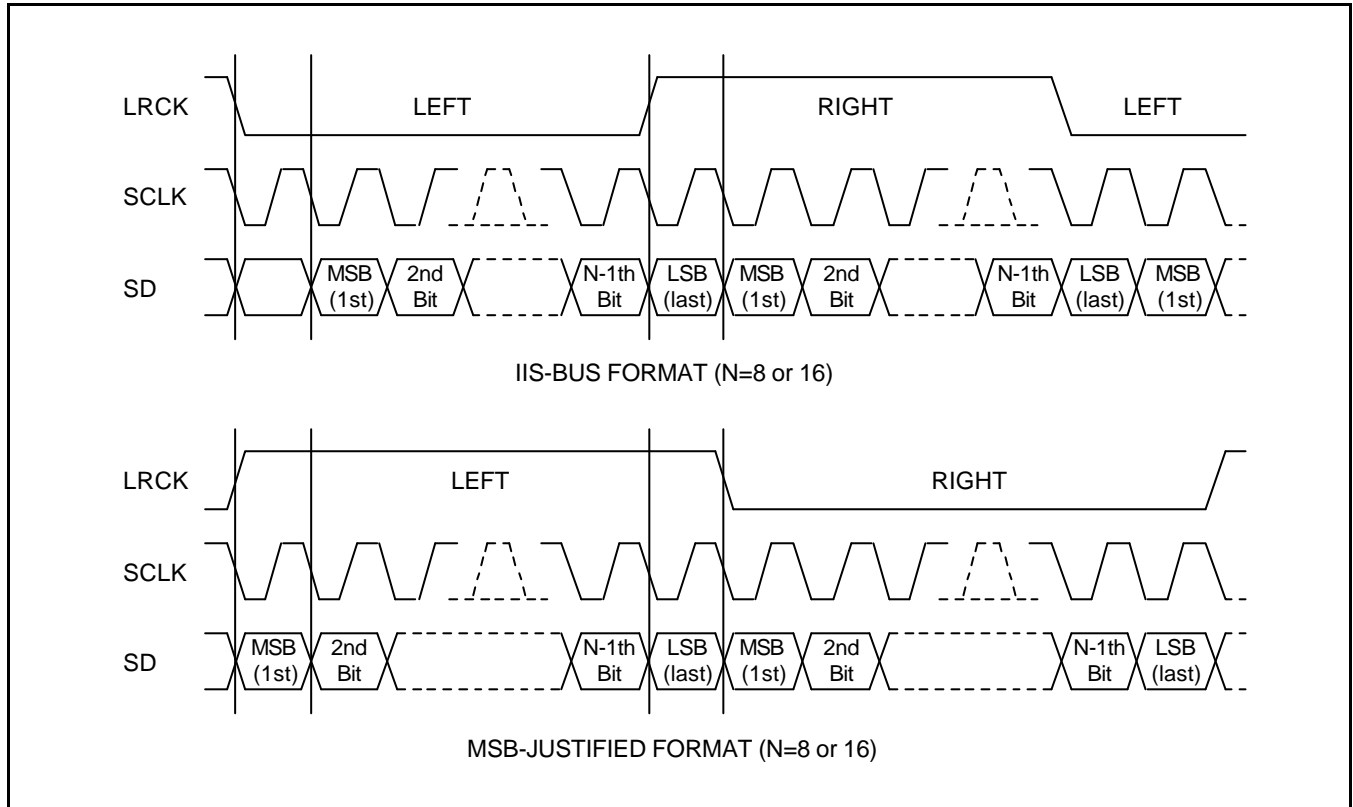 LRCK LEFT RIGHT LEFT
SCLK
SD MSB (1st) 2nd Bit N-1th Bit LSB (last) MSB (1st) 2nd Bit N-1th Bit LSB (last) MSB (1st)
IIS-BUS FORMAT (N=8 or 16)
LRCK LEFT RIGHT
SCLK
SD MSB (1st) 2nd Bit N-1th Bit LSB (last) MSB (1st) 2nd Bit N-1th Bit LSB (last)
MSB-JUSTIFIED FORMAT (N=8 or 16)